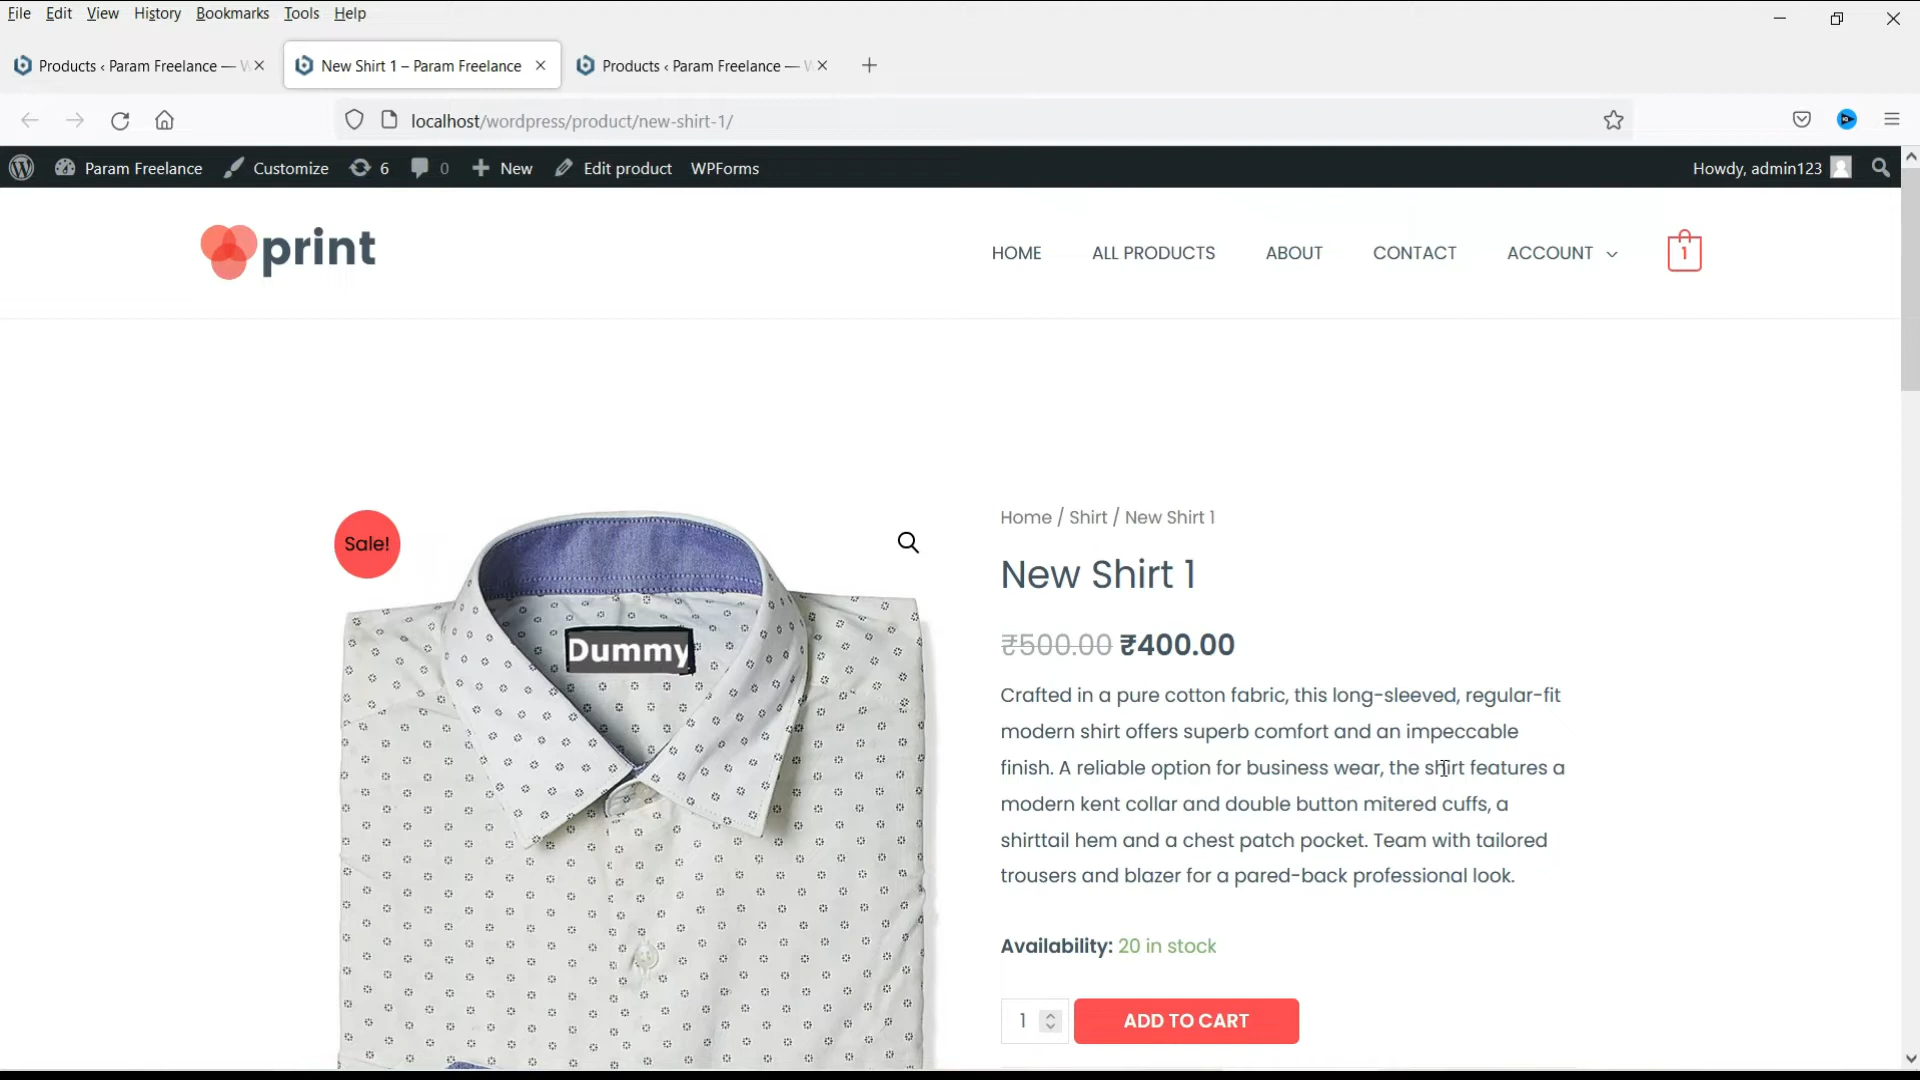 File Edit View History Bookmarks Tools Help
Products ‹ Param Freelance —
New Shirt 1 – Param Freelance
Products ‹ Param Freelance —
localhost/wordpress/product/new-shirt-1/
Param Freelance Customize 6 0 New Edit product WPForms Howdy, admin123
print
HOME ALL PRODUCTS ABOUT CONTACT ACCOUNT 1
Sale!
Dummy
Home / Shirt / New Shirt 1
New Shirt 1
₹500.00 ₹400.00
Crafted in a pure cotton fabric, this long-sleeved, regular-fit
modern shirt offers superb comfort and an impeccable
finish. A reliable option for business wear, the shirt features a
modern kent collar and double button mitered cuffs, a
shirttail hem and a chest patch pocket. Team with tailored
trousers and blazer for a pared-back professional look.
Availability: 20 in stock
1 ADD TO CART